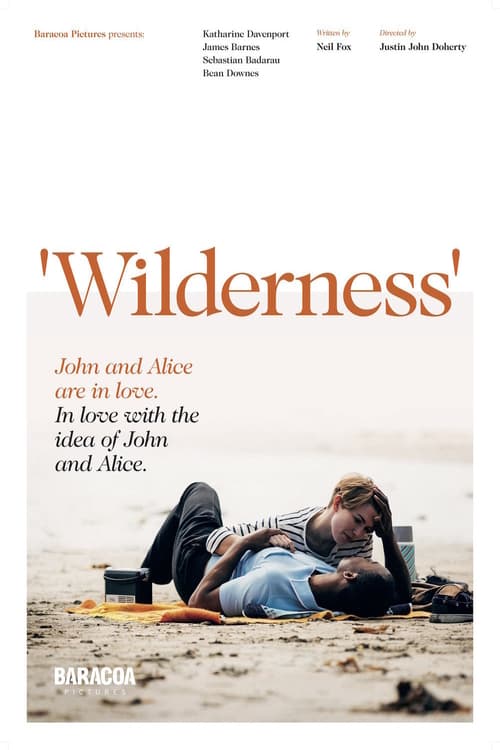 Baracoa Pictures presents:
Katharine Davenport
James Barnes
Sebastian Badarau
Bean Downes
Written by
Neil Fox
Directed by
Justin John Doherty
'Wilderness'
John and Alice
are in love.
In love with the
idea of John
and Alice.
BARACOA
PICTURES